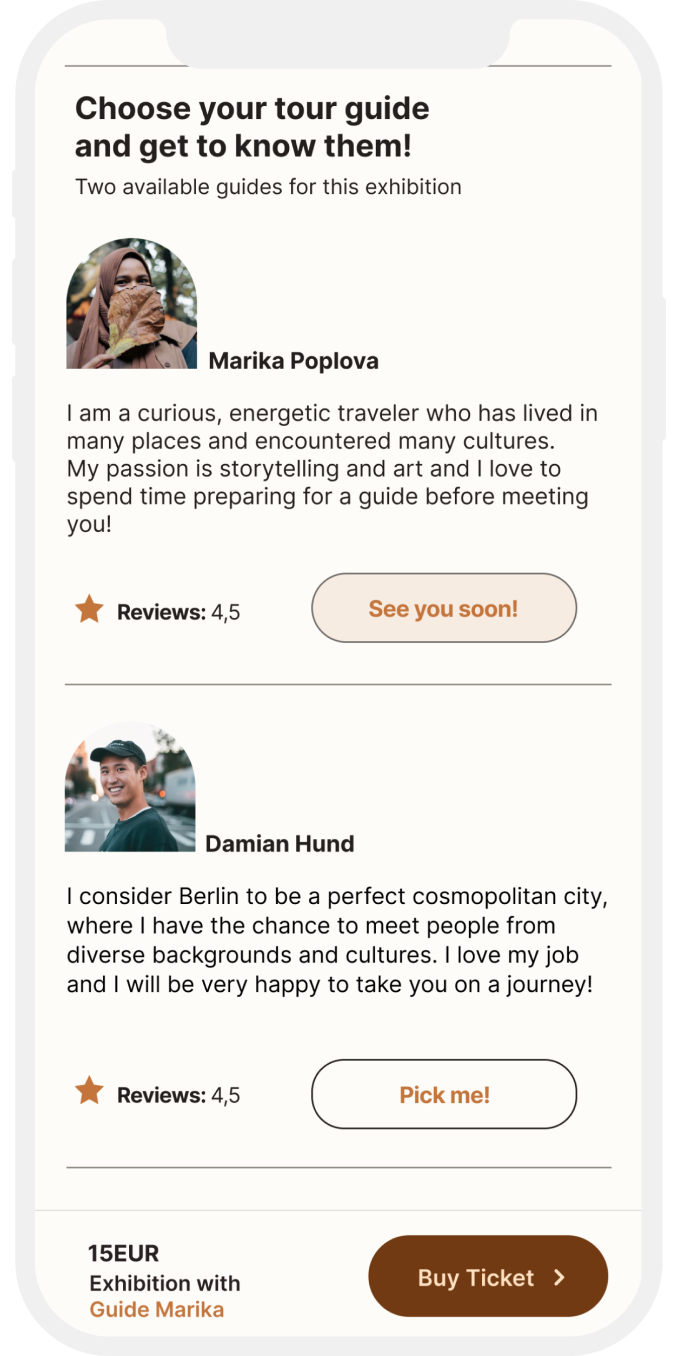 Choose your tour guide
and get to know them!
Two available guides for this exhibition
Marika Poplova
I am a curious, energetic traveler who has lived in
many places and encountered many cultures.
My passion is storytelling and art and I love to
spend time preparing for a guide before meeting
you!
Reviews: 4,5
See you soon!
Damian Hund
I consider Berlin to be a perfect cosmopolitan city,
where I have the chance to meet people from
diverse backgrounds and cultures. I love my job
and I will be very happy to take you on a journey!
Reviews: 4,5
Pick me!
15EUR
Exhibition with
Guide Marika
Buy Ticket